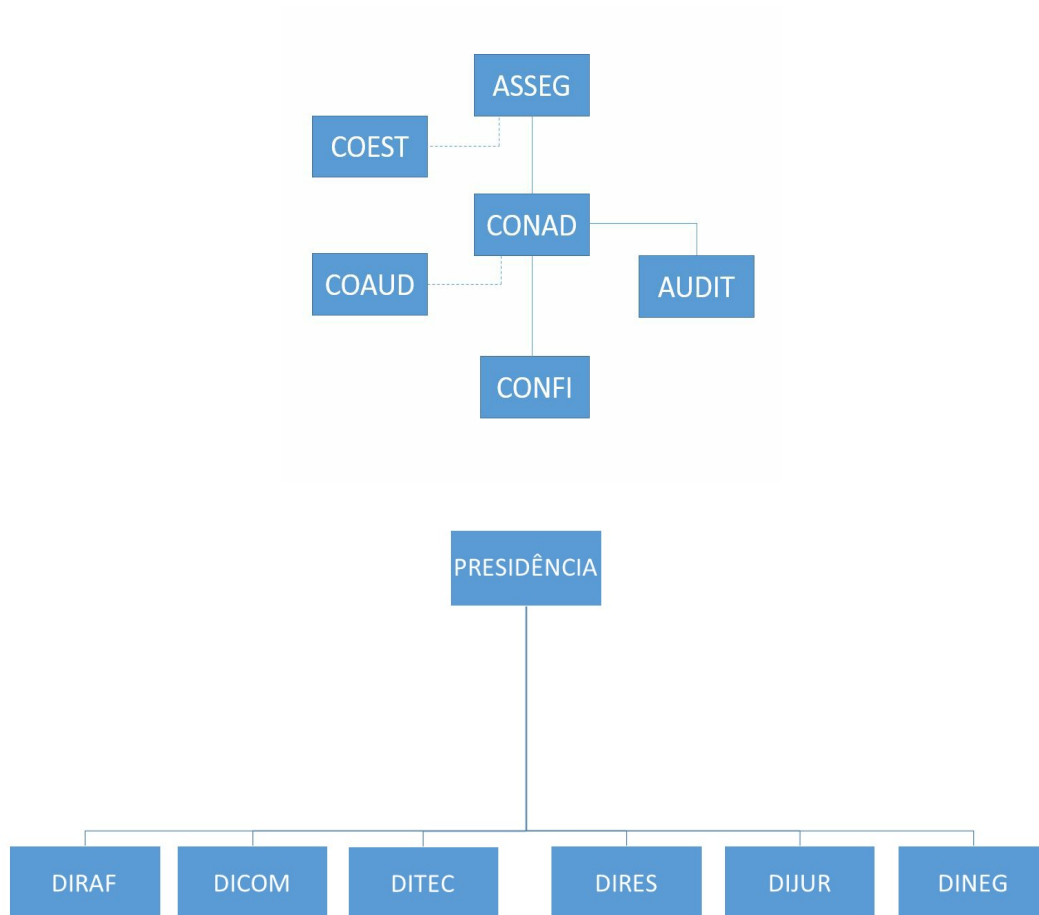 ASSEG
COEST
CONAD
COAUD
AUDIT
CONFI
PRESIDÊNCIA
DIRAF
DICOM
DITEC
DIRES
DIJUR
DINEG